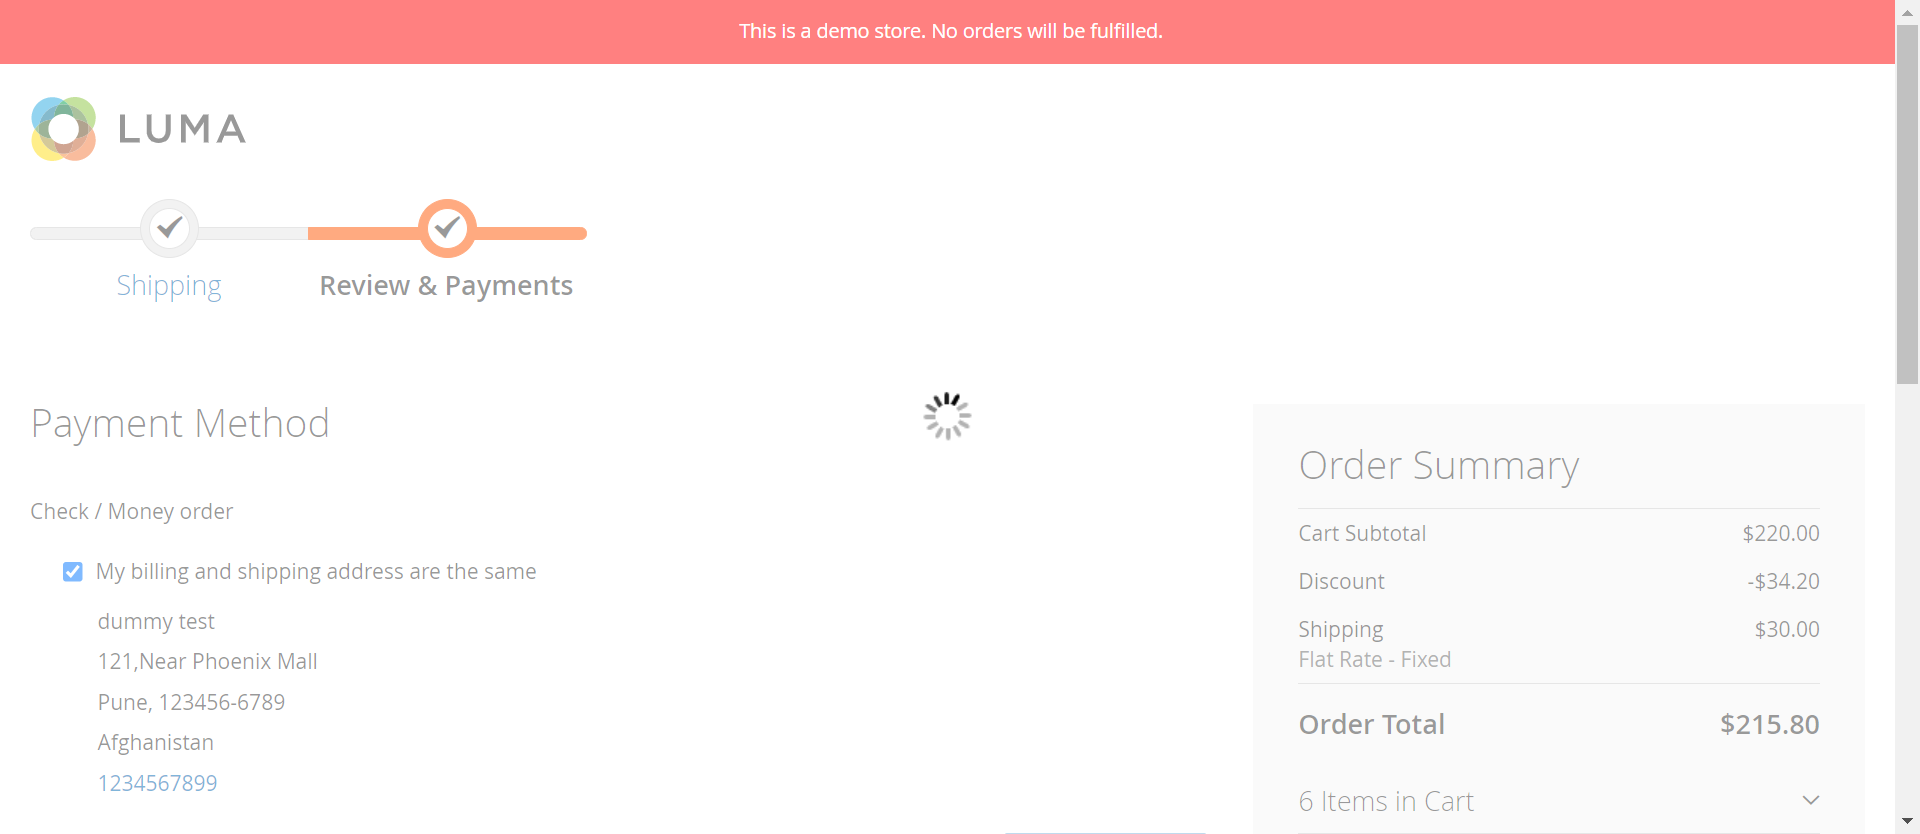 This is a demo store. No orders will be fulfilled.
LUMA
Shipping
Review & Payments
Payment Method
Check / Money order
My billing and shipping address are the same
dummy test
121,Near Phoenix Mall
Pune, 123456-6789
Afghanistan
1234567899
Order Summary
Cart Subtotal $220.00
Discount -$34.20
Shipping $30.00
Flat Rate - Fixed
Order Total $215.80
6 Items in Cart